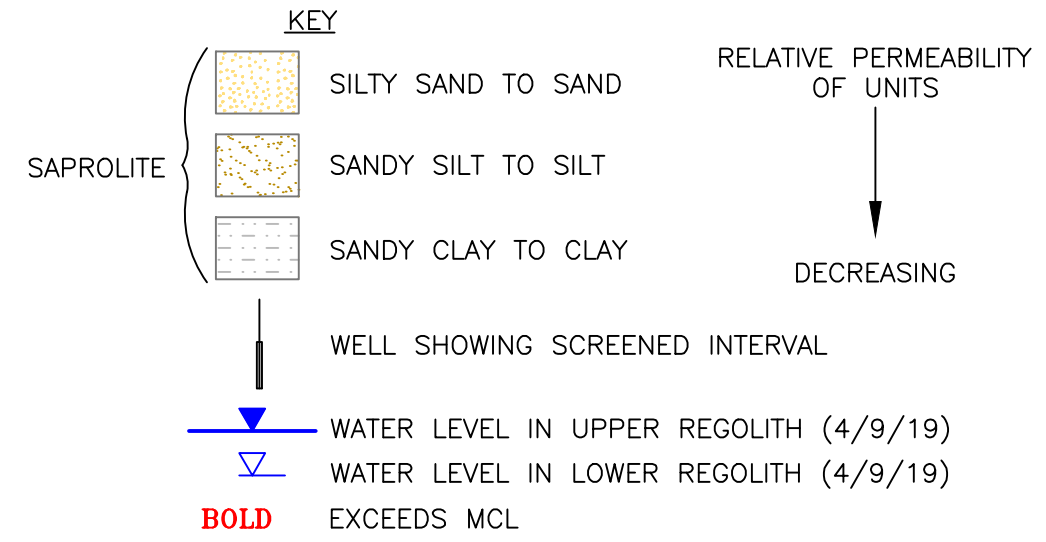 KEY
SAPROLITE
SILTY SAND TO SAND
SANDY SILT TO SILT
SANDY CLAY TO CLAY
RELATIVE PERMEABILITY
OF UNITS
DECREASING
WELL SHOWING SCREENED INTERVAL
WATER LEVEL IN UPPER REGOLITH (4/9/19)
WATER LEVEL IN LOWER REGOLITH (4/9/19)
BOLD EXCEEDS MCL